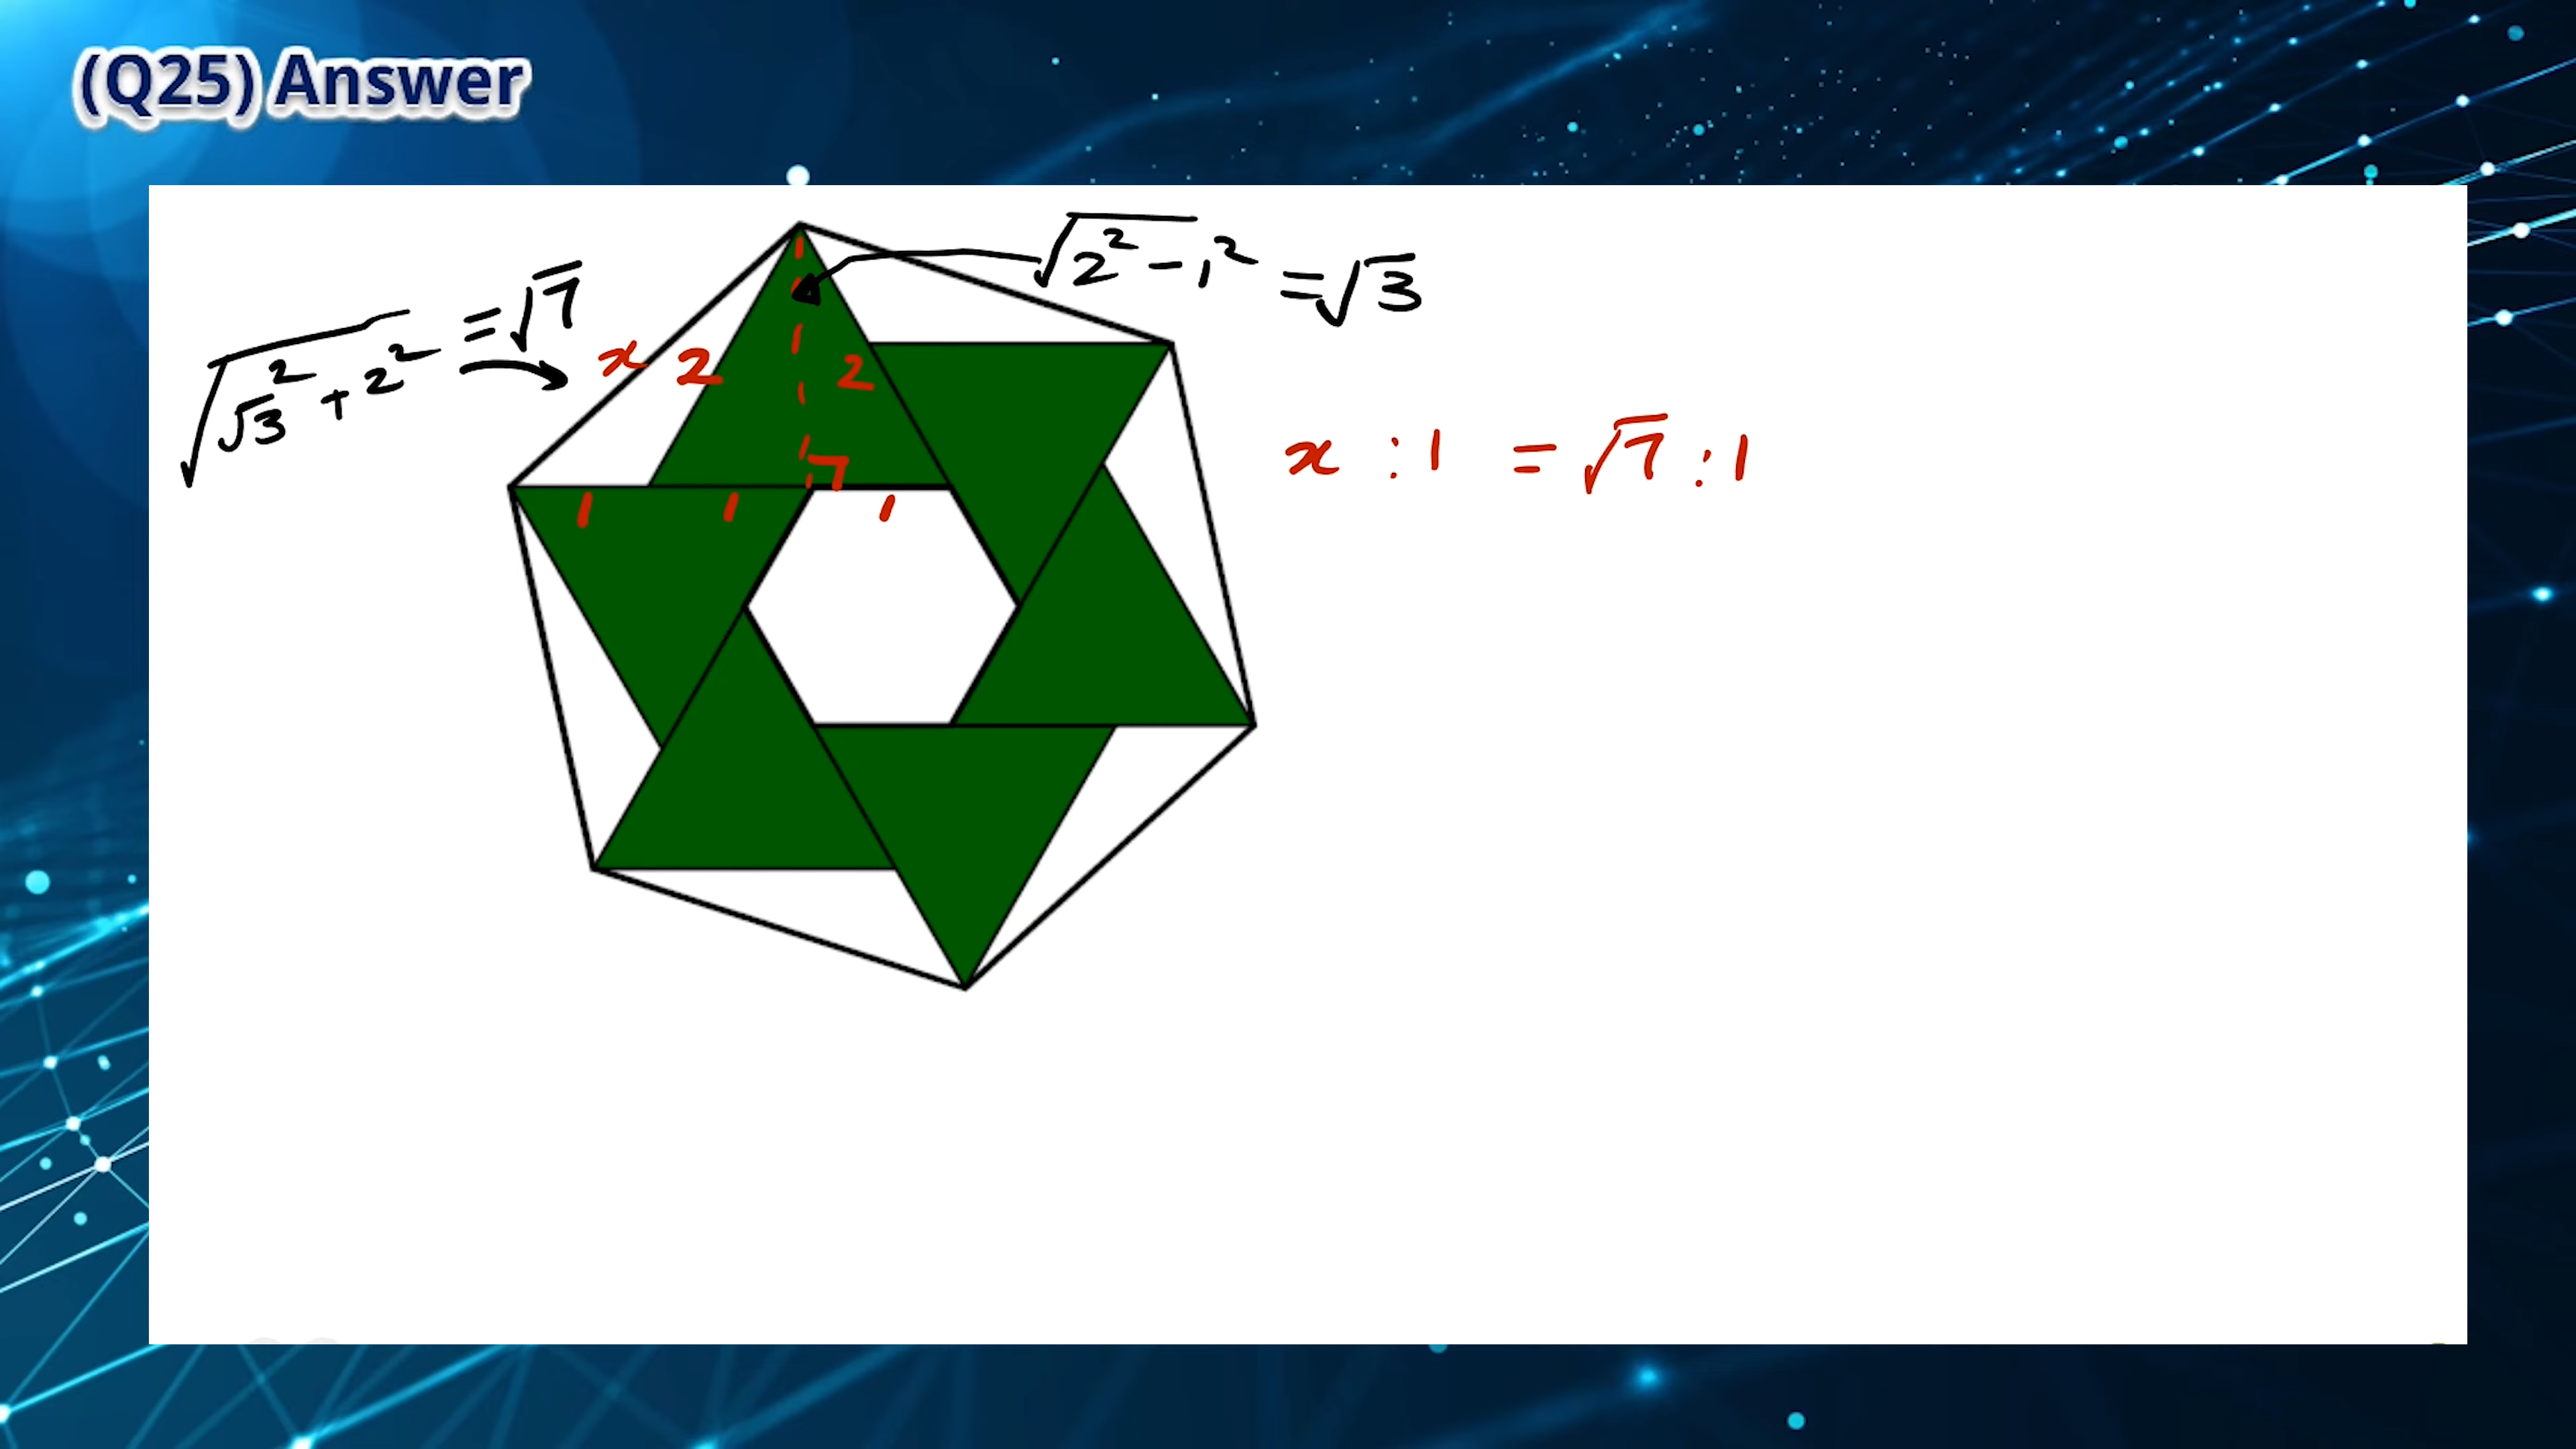 (Q25) Answer
√2² - 1² = √3
√√3² + 2² = √7
x 2 2
1 1 1
x : 1 = √7 : 1